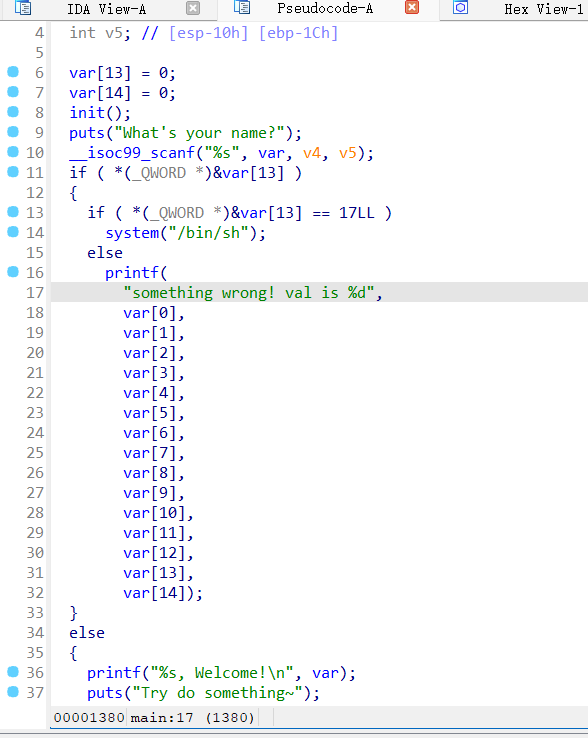 IDA View-A Pseudocode-A Hex View-1
4 int v5; // [esp-10h] [ebp-1Ch]
5
6 var[13] = 0;
7 var[14] = 0;
8 init();
9 puts("What's your name?");
10 __isoc99_scanf("%s", var, v4, v5);
11 if ( *(_QWORD *)&var[13] )
12 {
13 if ( *(_QWORD *)&var[13] == 17LL )
14 system("/bin/sh");
15 else
16 printf(
17 "something wrong! val is %d",
18 var[0],
19 var[1],
20 var[2],
21 var[3],
22 var[4],
23 var[5],
24 var[6],
25 var[7],
26 var[8],
27 var[9],
28 var[10],
29 var[11],
30 var[12],
31 var[13],
32 var[14]);
33 }
34 else
35 {
36 printf("%s, Welcome!\n", var);
37 puts("Try do something~");
00001380 main:17 (1380)